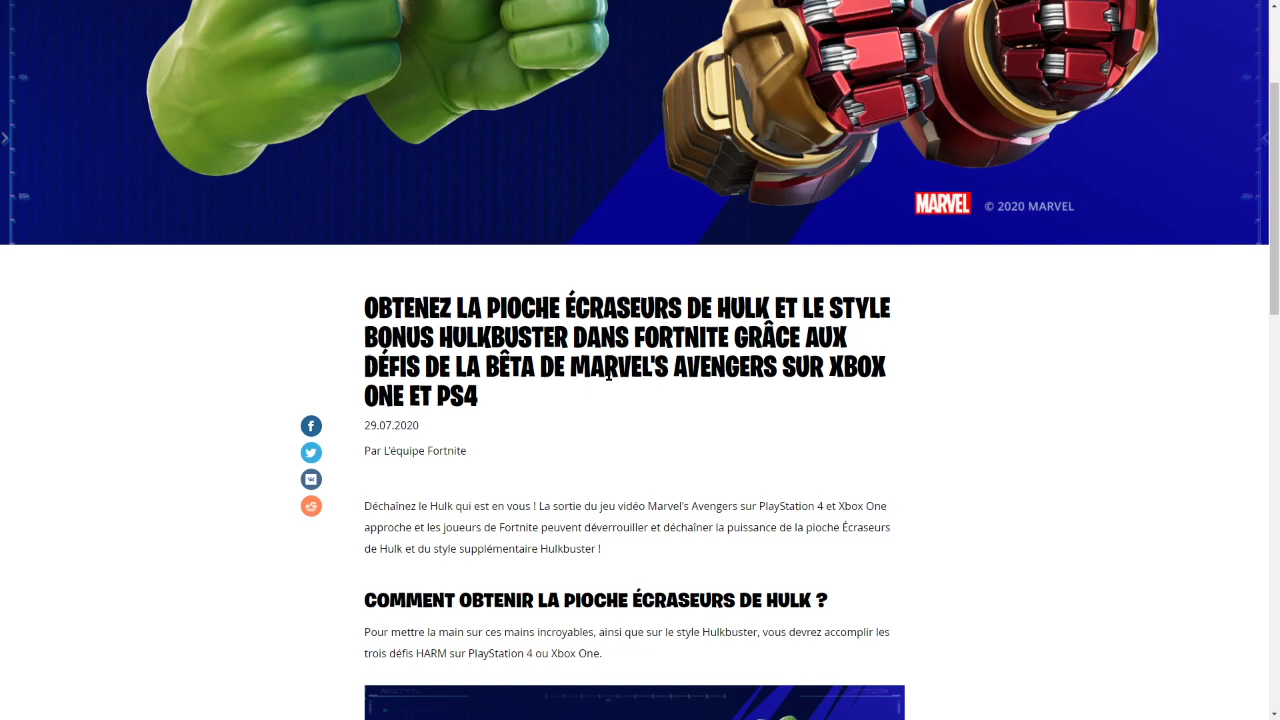 MARVEL © 2020 MARVEL
OBTENEZ LA PIOCHE ÉCRASEURS DE HULK ET LE STYLE
BONUS HULKBUSTER DANS FORTNITE GRÂCE AUX
DÉFIS DE LA BÊTA DE MARVEL'S AVENGERS SUR XBOX
ONE ET PS4
29.07.2020
Par L'équipe Fortnite
Déchaînez le Hulk qui est en vous ! La sortie du jeu vidéo Marvel's Avengers sur PlayStation 4 et Xbox One
approche et les joueurs de Fortnite peuvent déverrouiller et déchaîner la puissance de la pioche Écraseurs
de Hulk et du style supplémentaire Hulkbuster !
COMMENT OBTENIR LA PIOCHE ÉCRASEURS DE HULK ?
Pour mettre la main sur ces mains incroyables, ainsi que sur le style Hulkbuster, vous devrez accomplir les
trois défis HARM sur PlayStation 4 ou Xbox One.